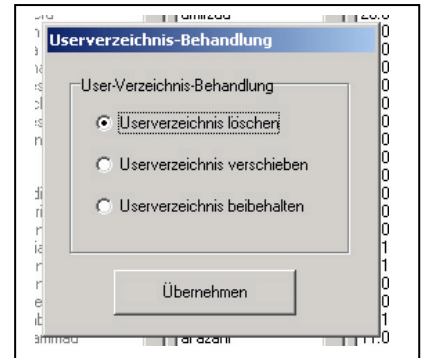 Userverzeichnis-Behandlung
User-Verzeichnis-Behandlung
Userverzeichnis löschen
Userverzeichnis verschieben
Userverzeichnis beibehalten
Übernehmen